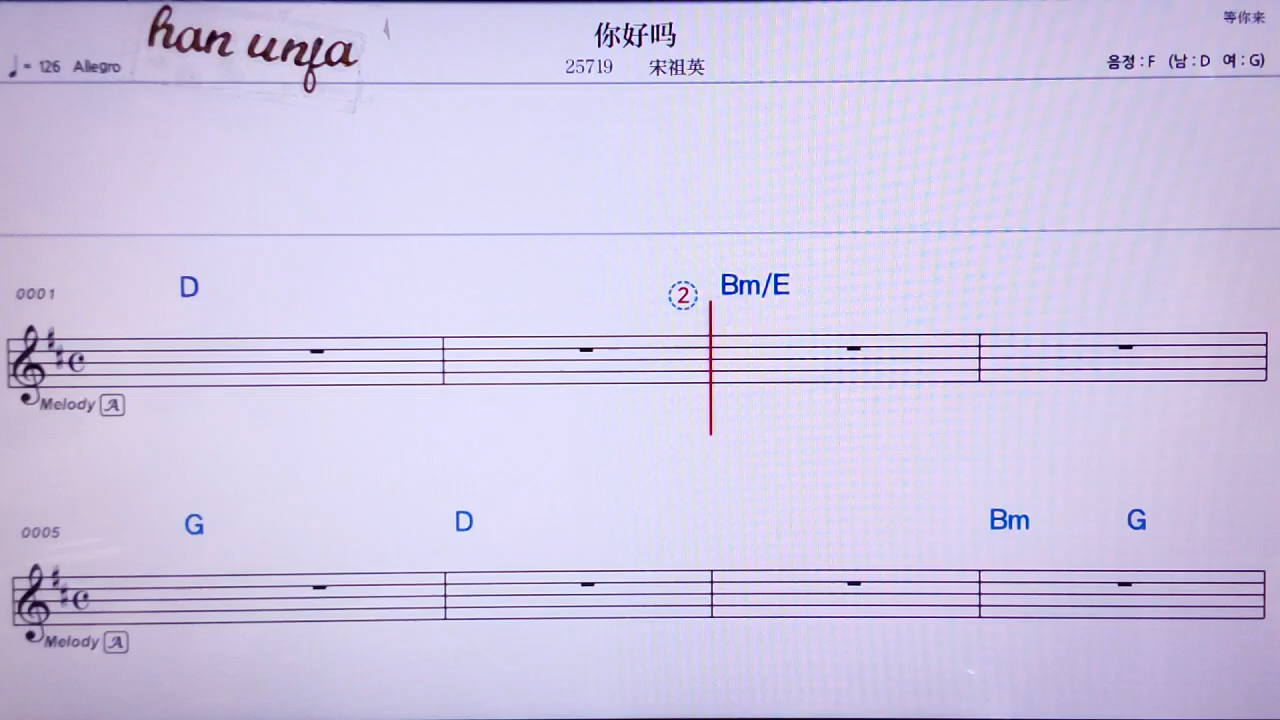 han unfa
你好吗
等你来
♩= 126 Allegro
25719 宋祖英
음정 : F (남 : D 여 : G)
0001 D ② Bm/E
Melody A
0005 G D Bm G
Melody A